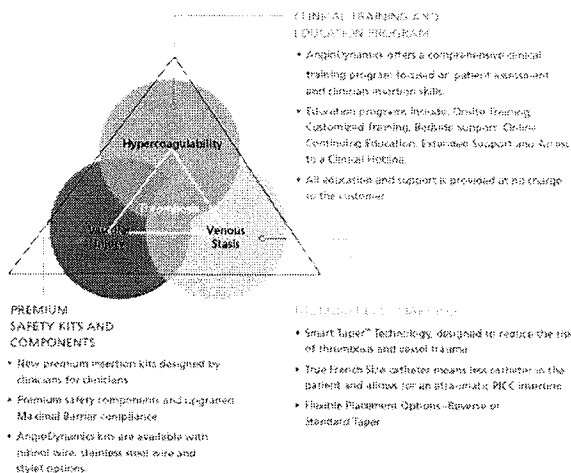 CLINICAL TRAINING AND
EDUCATION PROGRAM
• AngioDynamics offers a comprehensive clinical
training program focused on patient assessment
and clinician insertion skills.
• Education programs include, Onsite Training,
Customized Training, Bedside support, Online
Continuing Education, Extended Support and Access
to a Clinical Hotline.
• All education and support is provided at no charge
to the customer
Hypercoagulability
Thrombosis
Vascular
Injury
Venous
Stasis
PREMIUM
SAFETY KITS AND
COMPONENTS
• New premium insertion kits designed by
clinicians for clinicians
• Premium safety components and upgraded
Maximal Barrier compliance
• AngioDynamics kits are available with
nitinol wire, stainless steel wire and
stylet options.
• Smart Taper™ Technology, designed to reduce the risk
of thrombosis and vessel trauma
• True French Size catheter means less catheter in the
patient and allows for an atraumatic PICC insertion
• Flexible Placement Options–Reverse or
Standard Taper